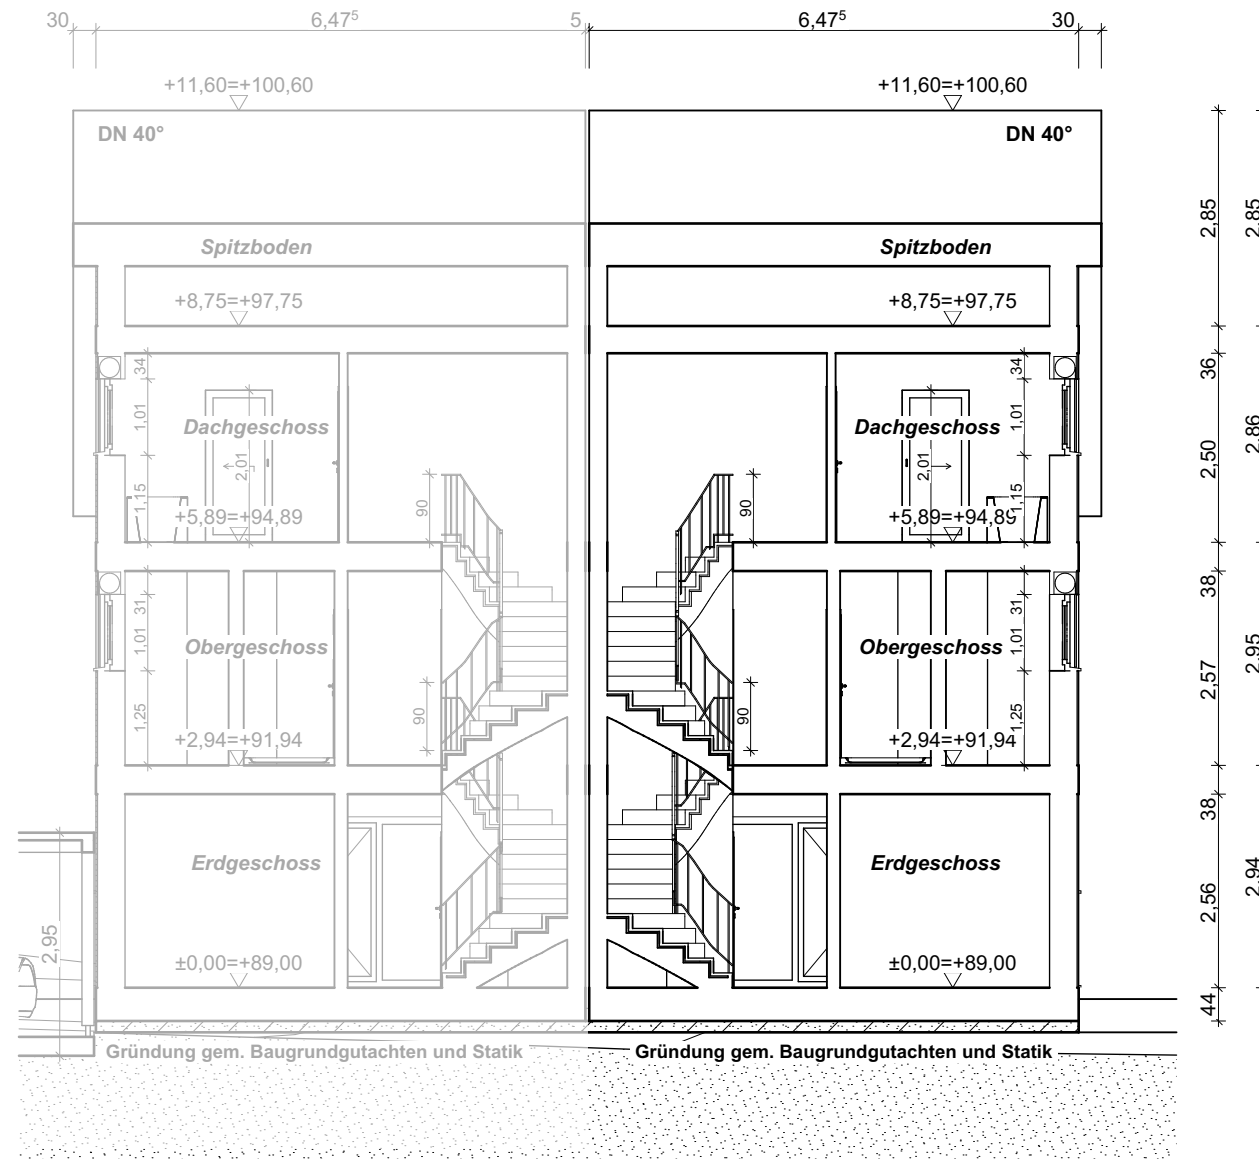 30 6,47⁵ 5 6,47⁵ 30
+11,60=+100,60 +11,60=+100,60
DN 40° DN 40°
2,85 2,85
Spitzboden Spitzboden
+8,75=+97,75 +8,75=+97,75
34 34 36
1,01 1,01
Dachgeschoss Dachgeschoss 2,86
2,01 2,01 2,50
1,15 90 90 1,15
+5,89=+94,89 +5,89=+94,89
38
31 31
1,01 1,01
Obergeschoss Obergeschoss 2,95
2,57
1,25 90 90 1,25
+2,94=+91,94 +2,94=+91,94
38
Erdgeschoss Erdgeschoss 2,94
2,56
2,95
±0,00=+89,00 ±0,00=+89,00
44
Gründung gem. Baugrundgutachten und Statik Gründung gem. Baugrundgutachten und Statik